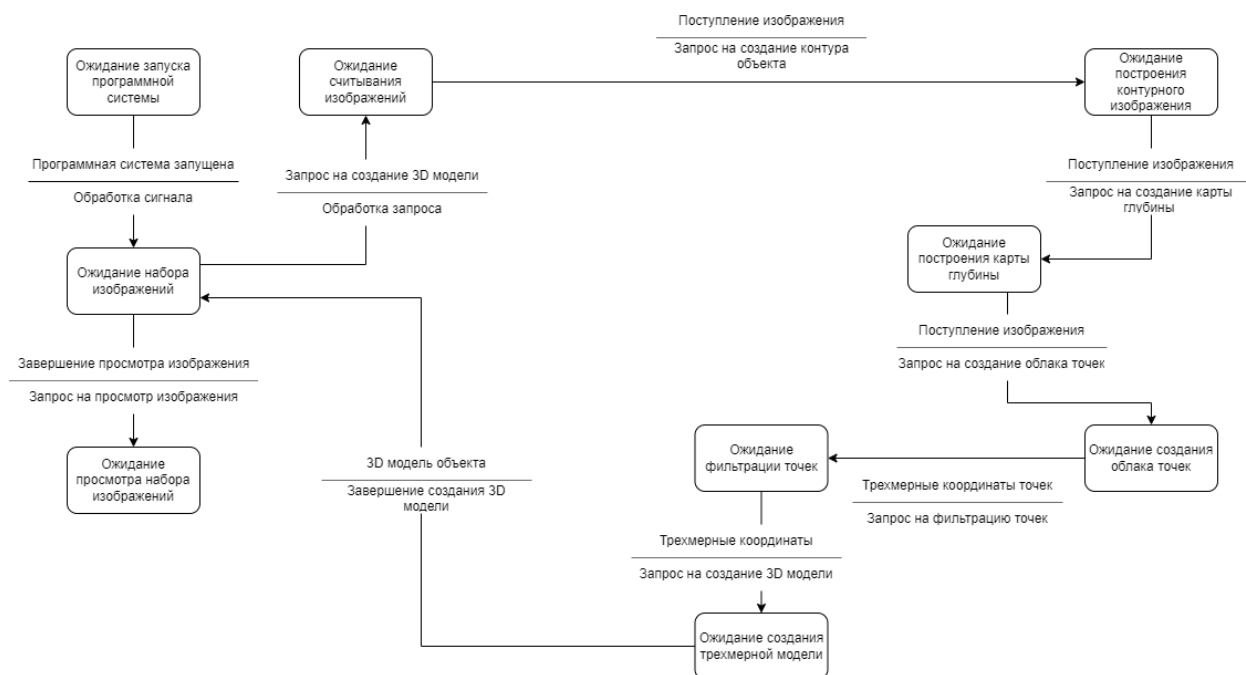 Поступление изображения
Запрос на создание контура
объекта
Ожидание запуска
программной
системы
Ожидание
считывания
изображений
Ожидание
построения
контурного
изображения
Программная система запущена
Обработка сигнала
Запрос на создание 3D модели
Обработка запроса
Поступление изображения
Запрос на создание карты
глубины
Ожидание набора
изображений
Ожидание
построения карты
глубины
Завершение просмотра изображения
Запрос на просмотр изображения
Поступление изображения
Запрос на создание облака точек
Ожидание
просмотра набора
изображений
3D модель объекта
Завершение создания 3D
модели
Ожидание
фильтрации точек
Ожидание создания
облака точек
Трехмерные координаты точек
Запрос на фильтрацию точек
Трехмерные координаты
Запрос на создание 3D модели
Ожидание создания
трехмерной модели